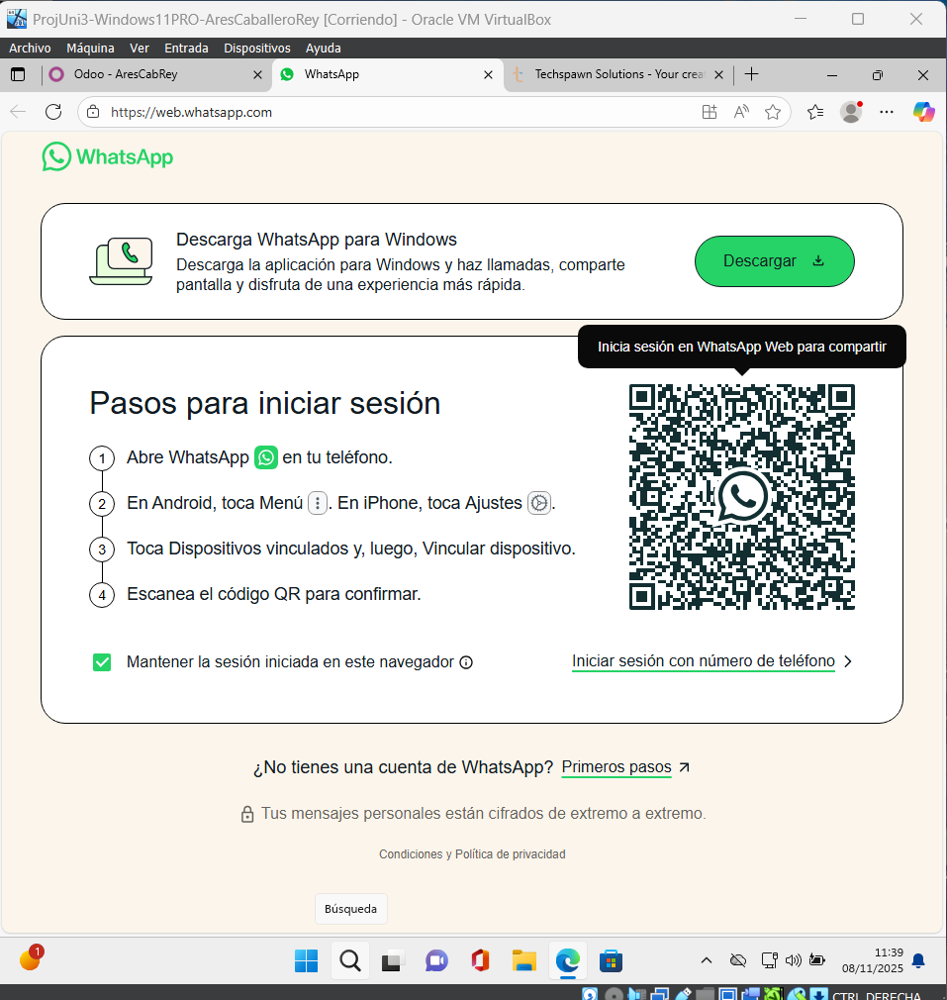 ProjUni3-Windows11PRO-AresCaballeroRey [Corriendo] - Oracle VM VirtualBox
Archivo Máquina Ver Entrada Dispositivos Ayuda
Odoo - AresCabRey WhatsApp Techspawn Solutions - Your crea
https://web.whatsapp.com
WhatsApp
Descarga WhatsApp para Windows
Descarga la aplicación para Windows y haz llamadas, comparte
pantalla y disfruta de una experiencia más rápida.
Descargar
Inicia sesión en WhatsApp Web para compartir
Pasos para iniciar sesión
1 Abre WhatsApp en tu teléfono.
2 En Android, toca Menú . En iPhone, toca Ajustes .
3 Toca Dispositivos vinculados y, luego, Vincular dispositivo.
4 Escanea el código QR para confirmar.
Mantener la sesión iniciada en este navegador
Iniciar sesión con número de teléfono
¿No tienes una cuenta de WhatsApp? Primeros pasos
Tus mensajes personales están cifrados de extremo a extremo.
Condiciones y Política de privacidad
Búsqueda
1
11:39
08/11/2025
CTRL DERECHA